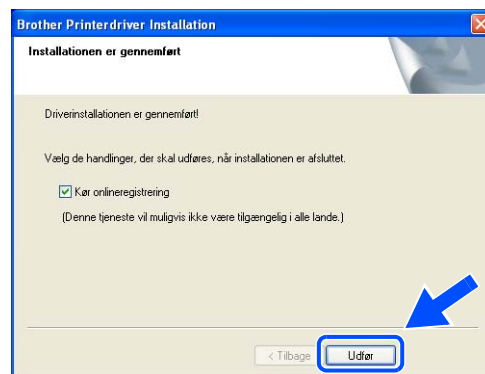 Brother Printerdriver Installation
Installationen er gennemført
Driverinstallationen er gennemført!
Vælg de handlinger, der skal udføres, når installationen er afsluttet.
Kør onlineregistrering
(Denne tjeneste vil muligvis ikke være tilgængelig i alle lande.)
< Tilbage
Udfør